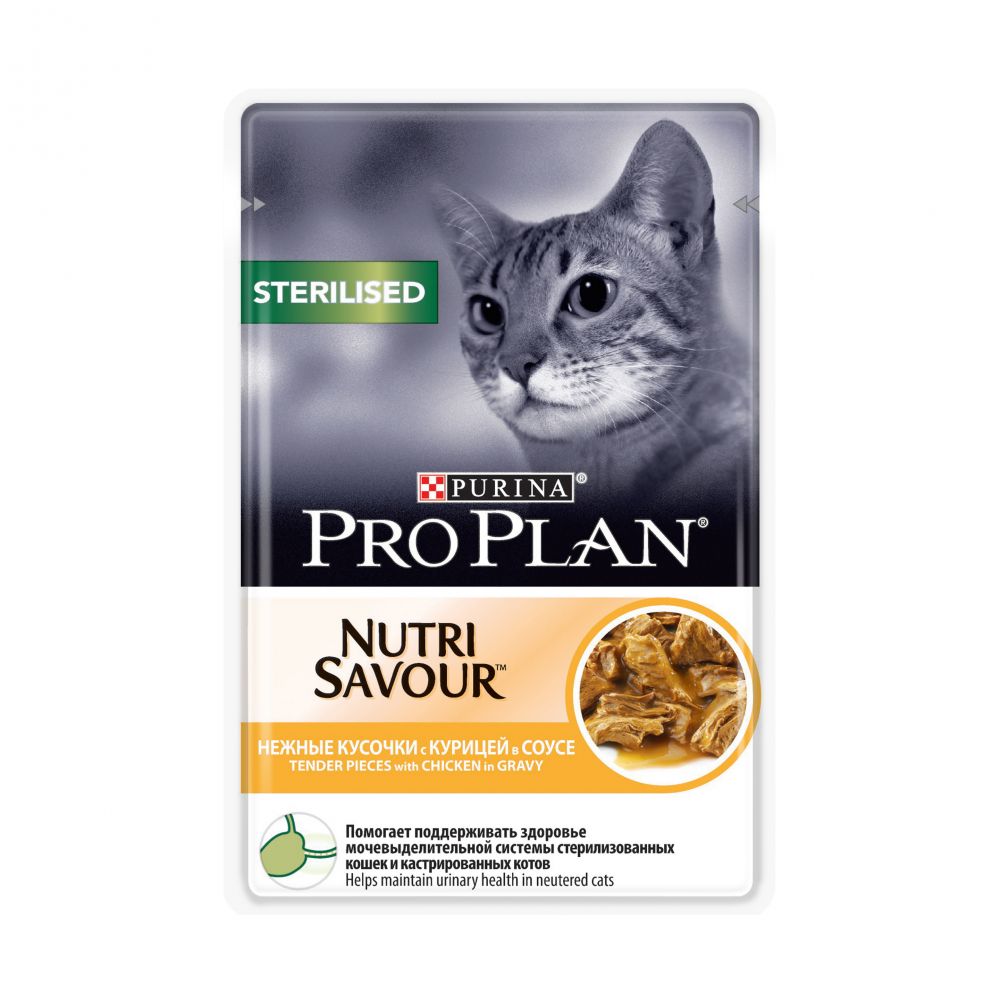 STERILISED
PURINA®
PRO PLAN®
NUTRI
SAVOUR™
НЕЖНЫЕ КУСОЧКИ с КУРИЦЕЙ в СОУСЕ
TENDER PIECES with CHICKEN in GRAVY
Помогает поддерживать здоровье
мочевыделительной системы стерилизованных
кошек и кастрированных котов
Helps maintain urinary health in neutered cats